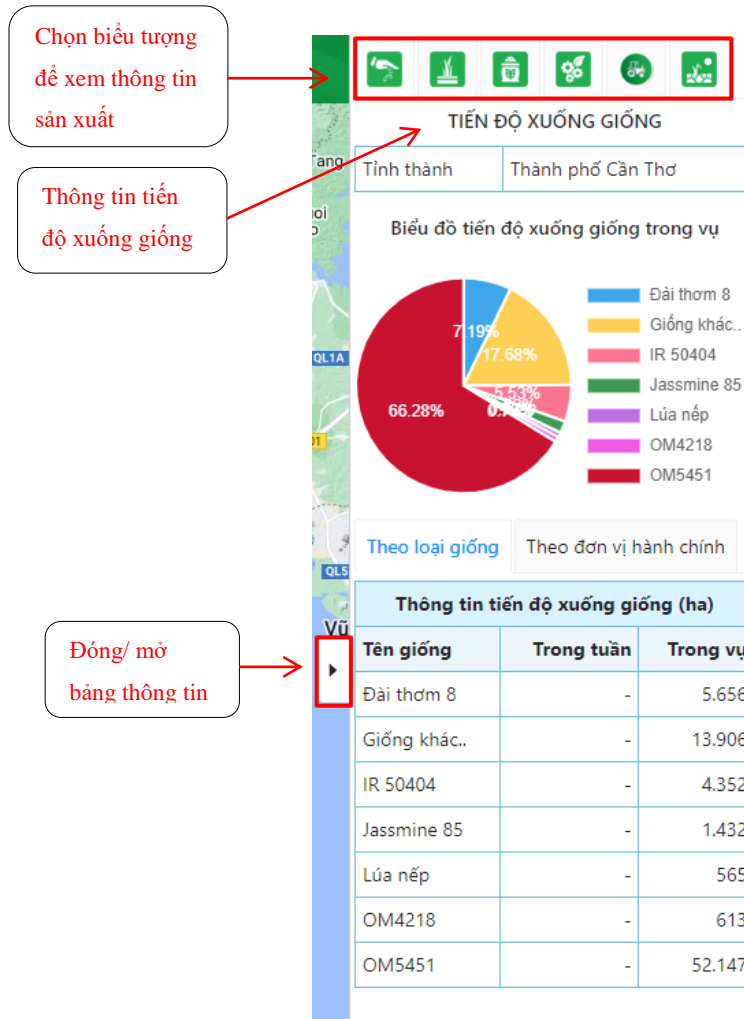 Chọn biểu tượng
để xem thông tin
sản xuất
TIẾN ĐỘ XUỐNG GIỐNG
Tỉnh thành Thành phố Cần Thơ
Thông tin tiến
độ xuống giống
Biểu đồ tiến độ xuống giống trong vụ
Đài thơm 8
Giống khác..
IR 50404
Jassmine 85
Lúa nếp
OM4218
OM5451
7.19%
17.68%
5.53%
66.28%
QL1A
Theo loại giống Theo đơn vị hành chính
Thông tin tiến độ xuống giống (ha)
Tên giống Trong tuần Trong vụ
Đài thơm 8 - 5.656
Giống khác.. - 13.906
IR 50404 - 4.352
Jassmine 85 - 1.432
Lúa nếp - 565
OM4218 - 613
OM5451 - 52.147
Đóng/ mở
bảng thông tin